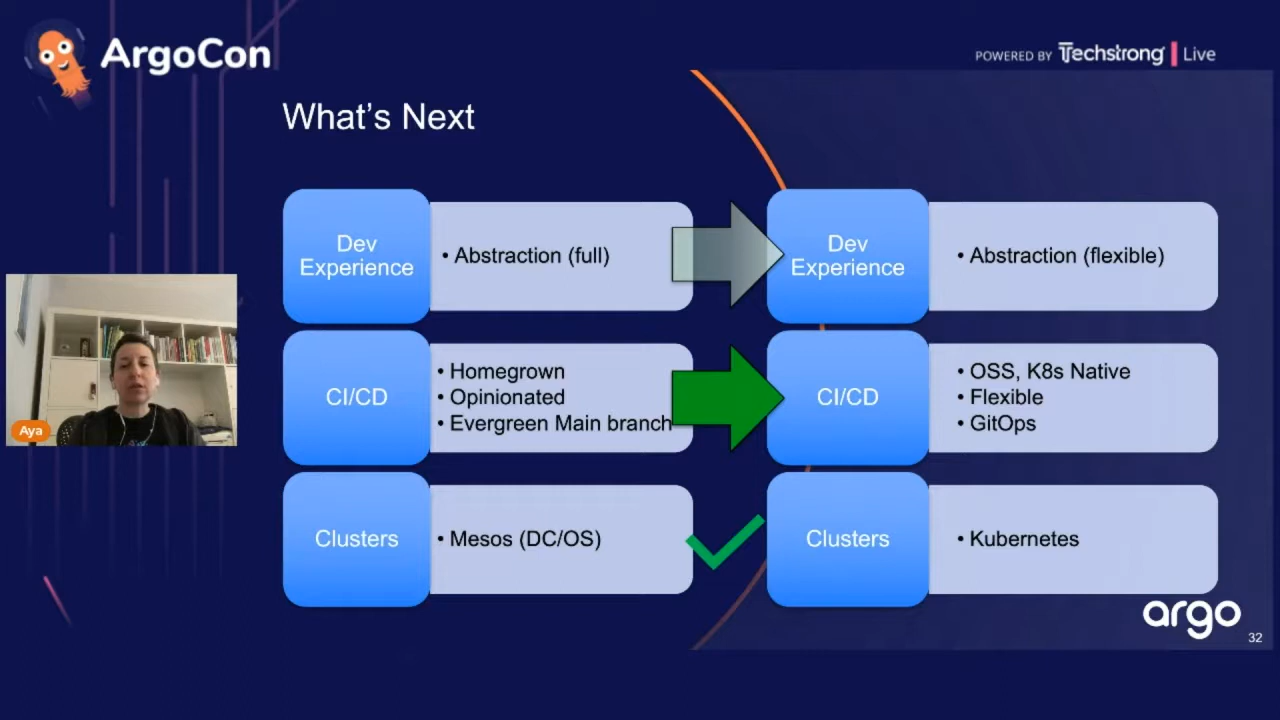 ArgoCon
POWERED BY Techstrong | Live
What's Next
Dev
Experience
• Abstraction (full)
Dev
Experience
• Abstraction (flexible)
CI/CD
• Homegrown
• Opinionated
• Evergreen Main branch
CI/CD
• OSS, K8s Native
• Flexible
• GitOps
Clusters
• Mesos (DC/OS)
Clusters
• Kubernetes
Aya
argo
32